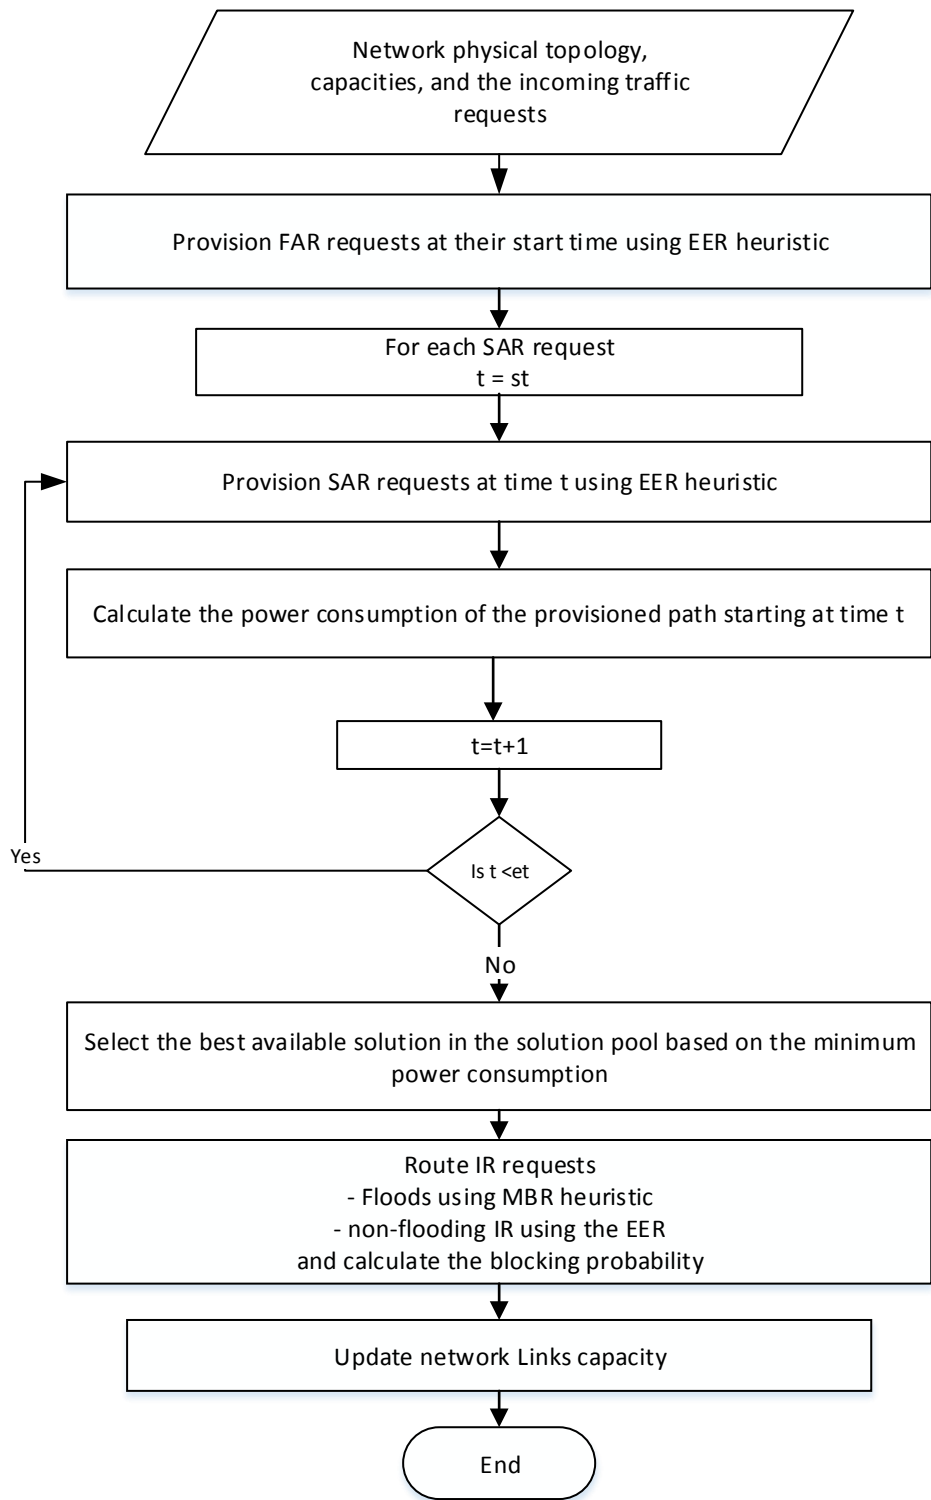 Network physical topology,
capacities, and the incoming traffic
requests
Provision FAR requests at their start time using EER heuristic
For each SAR request
t = st
Provision SAR requests at time t using EER heuristic
Calculate the power consumption of the provisioned path starting at time t
t=t+1
Is t <et
Yes
No
Select the best available solution in the solution pool based on the minimum
power consumption
Route IR requests
- Floods using MBR heuristic
- non-flooding IR using the EER
and calculate the blocking probability
Update network Links capacity
End